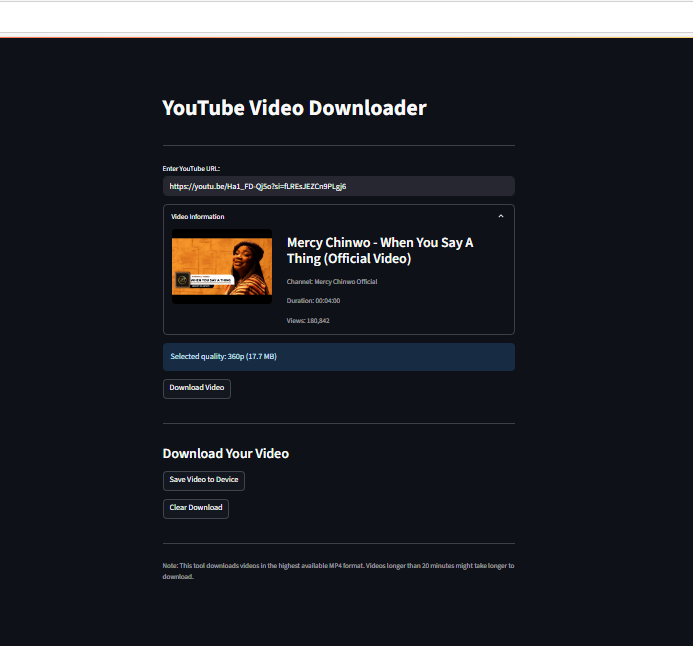 YouTube Video Downloader
Enter YouTube URL:
https://youtu.be/Ha1_FD-Qj5o?si=fLREsJEZCn9PLgj6
Video Information
WHEN YOU SAY A THING
Mercy Chinwo - When You Say A
Thing (Official Video)
Channel: Mercy Chinwo Official
Duration: 00:04:00
Views: 180,842
Selected quality: 360p (17.7 MB)
Download Video
Download Your Video
Save Video to Device
Clear Download
Note: This tool downloads videos in the highest available MP4 format. Videos longer than 20 minutes might take longer to
download.